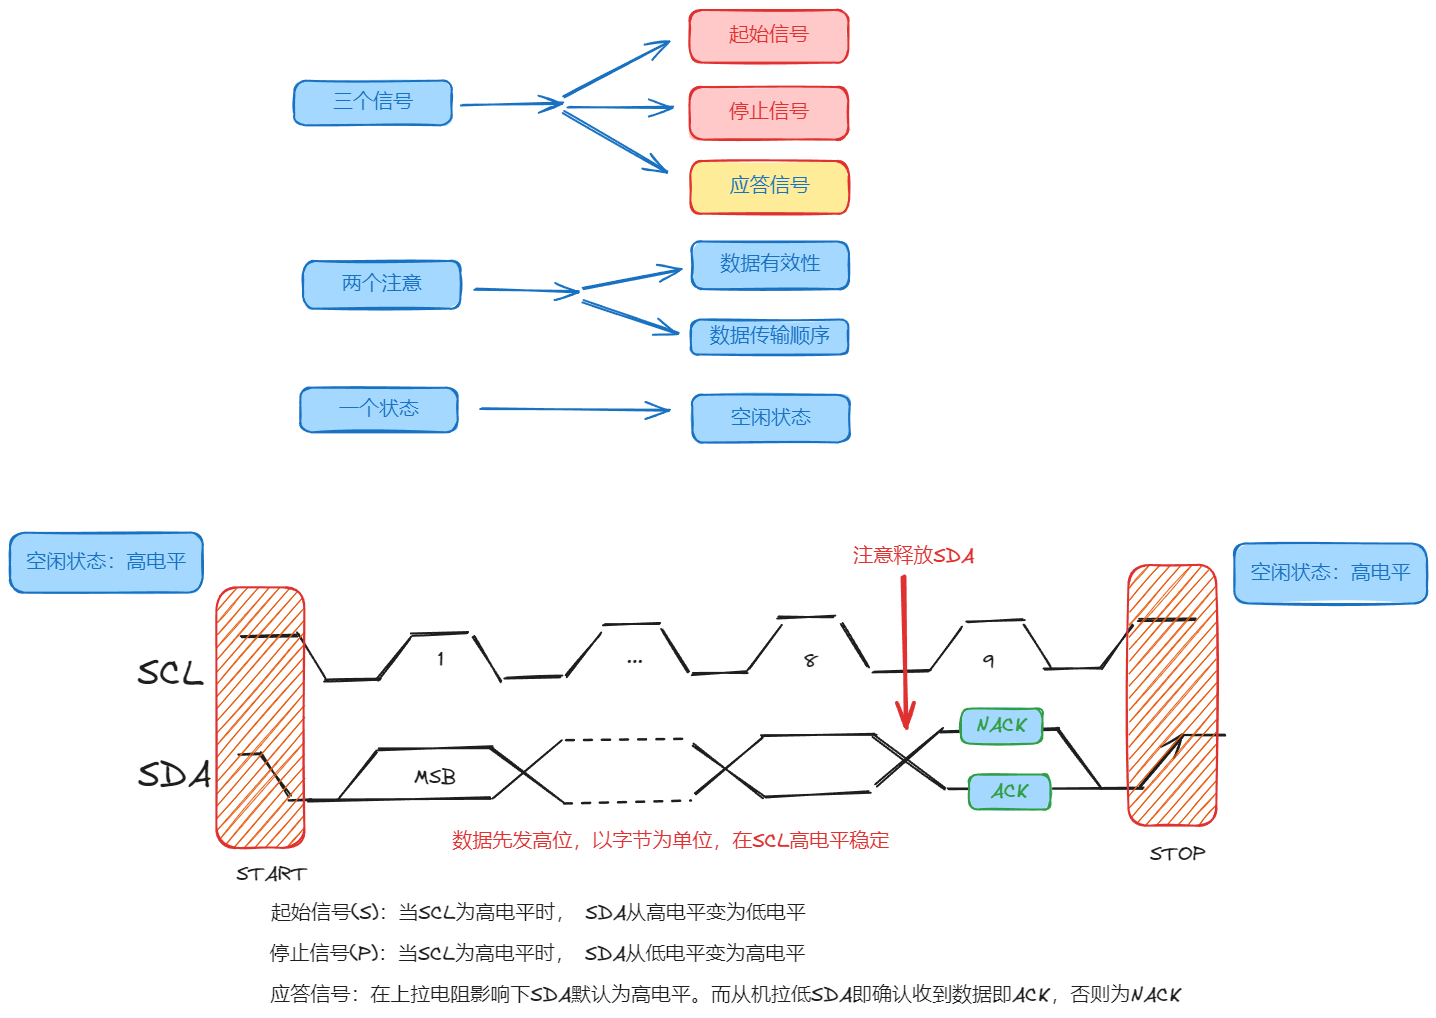 起始信号
三个信号
停止信号
应答信号
数据有效性
两个注意
数据传输顺序
一个状态
空闲状态
空闲状态：高电平
注意释放SDA
空闲状态：高电平
SCL
1
...
8
9
NACK
SDA
MSB
ACK
数据先发高位，以字节为单位，在SCL高电平稳定
START
STOP
起始信号(S)：当SCL为高电平时， SDA从高电平变为低电平
停止信号(P)：当SCL为高电平时， SDA从低电平变为高电平
应答信号：在上拉电阻影响下SDA默认为高电平。而从机拉低SDA即确认收到数据即ACK，否则为NACK